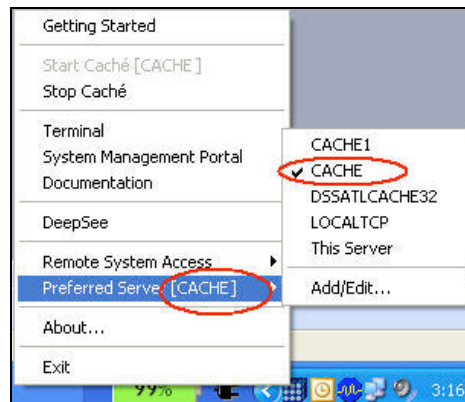 Getting Started
Start Caché [CACHE]
Stop Caché
Terminal
System Management Portal
Documentation
DeepSee
Remote System Access
Preferred Server [CACHE]
About...
Exit
CACHE1
CACHE
DSSATLCACHE32
LOCALTCP
This Server
Add/Edit...
99%
3:16